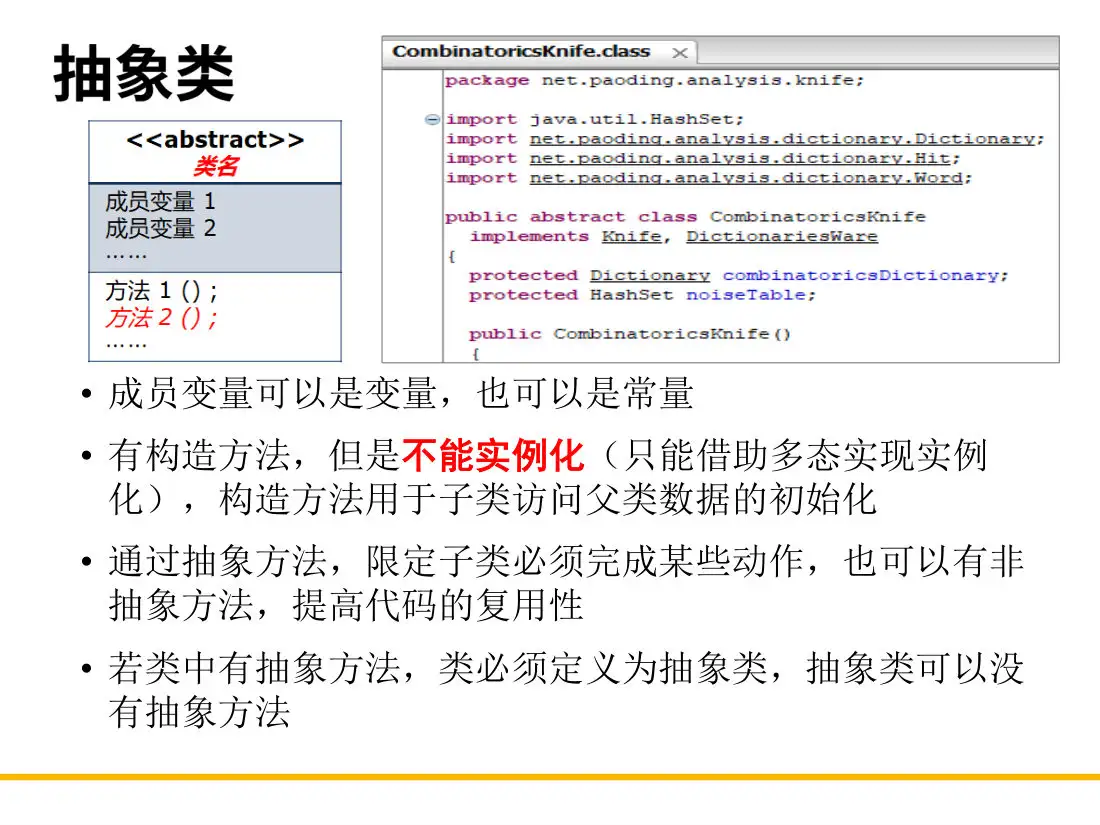 抽象类
<<abstract>>
类名
成员变量 1
成员变量 2
……
方法 1 () ;
方法 2 () ;
……
CombinatoricsKnife.class
package net.paoding.analysis.knife;
import java.util.HashSet;
import net.paoding.analysis.dictionary.Dictionary;
import net.paoding.analysis.dictionary.Hit;
import net.paoding.analysis.dictionary.Word;
public abstract class CombinatoricsKnife
implements Knife, DictionariesWare
{
protected Dictionary combinatoricsDictionary;
protected HashSet noiseTable;
public CombinatoricsKnife()
{
• 成员变量可以是变量，也可以是常量
• 有构造方法，但是不能实例化（只能借助多态实现实例
化），构造方法用于子类访问父类数据的初始化
• 通过抽象方法，限定子类必须完成某些动作，也可以有非
抽象方法，提高代码的复用性
• 若类中有抽象方法，类必须定义为抽象类，抽象类可以没
有抽象方法